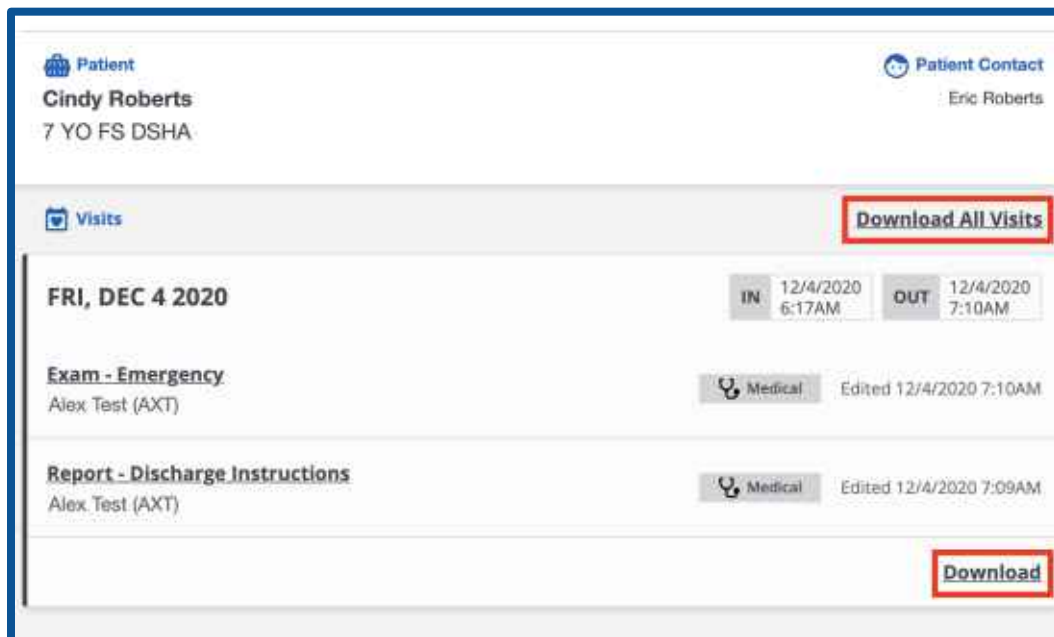 Patient
Patient Contact
Cindy Roberts
Eric Roberts
7 YO FS DSHA
Visits
Download All Visits
FRI, DEC 4 2020
IN
12/4/2020
6:17AM
OUT
12/4/2020
7:10AM
Exam - Emergency
Alex Test (AXT)
Medical
Edited 12/4/2020 7:10AM
Report - Discharge Instructions
Alex Test (AXT)
Medical
Edited 12/4/2020 7:09AM
Download